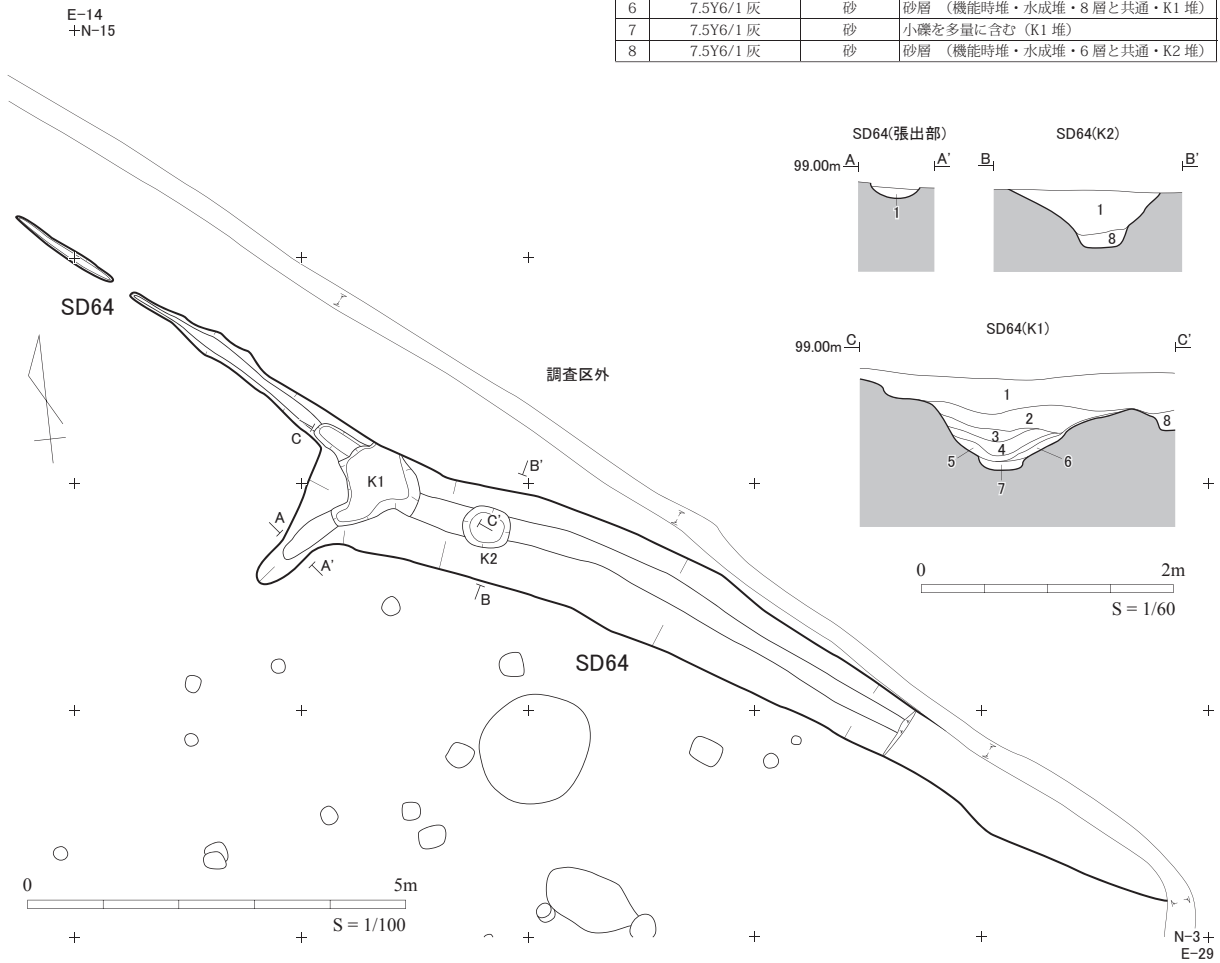 6 7.5Y6/1 灰 砂 砂層 (機能時堆・水成堆・8 層と共通・K1 堆)
7 7.5Y6/1 灰 砂 小礫を多量に含む (K1 堆)
8 7.5Y6/1 灰 砂 砂層 (機能時堆・水成堆・6 層と共通・K2 堆)
E-14
N-15
SD64(張出部)
99.00m A A'
1
SD64(K2)
B B'
1
8
SD64
調査区外
SD64(K1)
99.00m C C'
1
2
3
4
5
6
7
8
0 2m
S = 1/60
C
K1
B'
A
C'
K2
A'
B
SD64
0 5m
S = 1/100
N-3
E-29